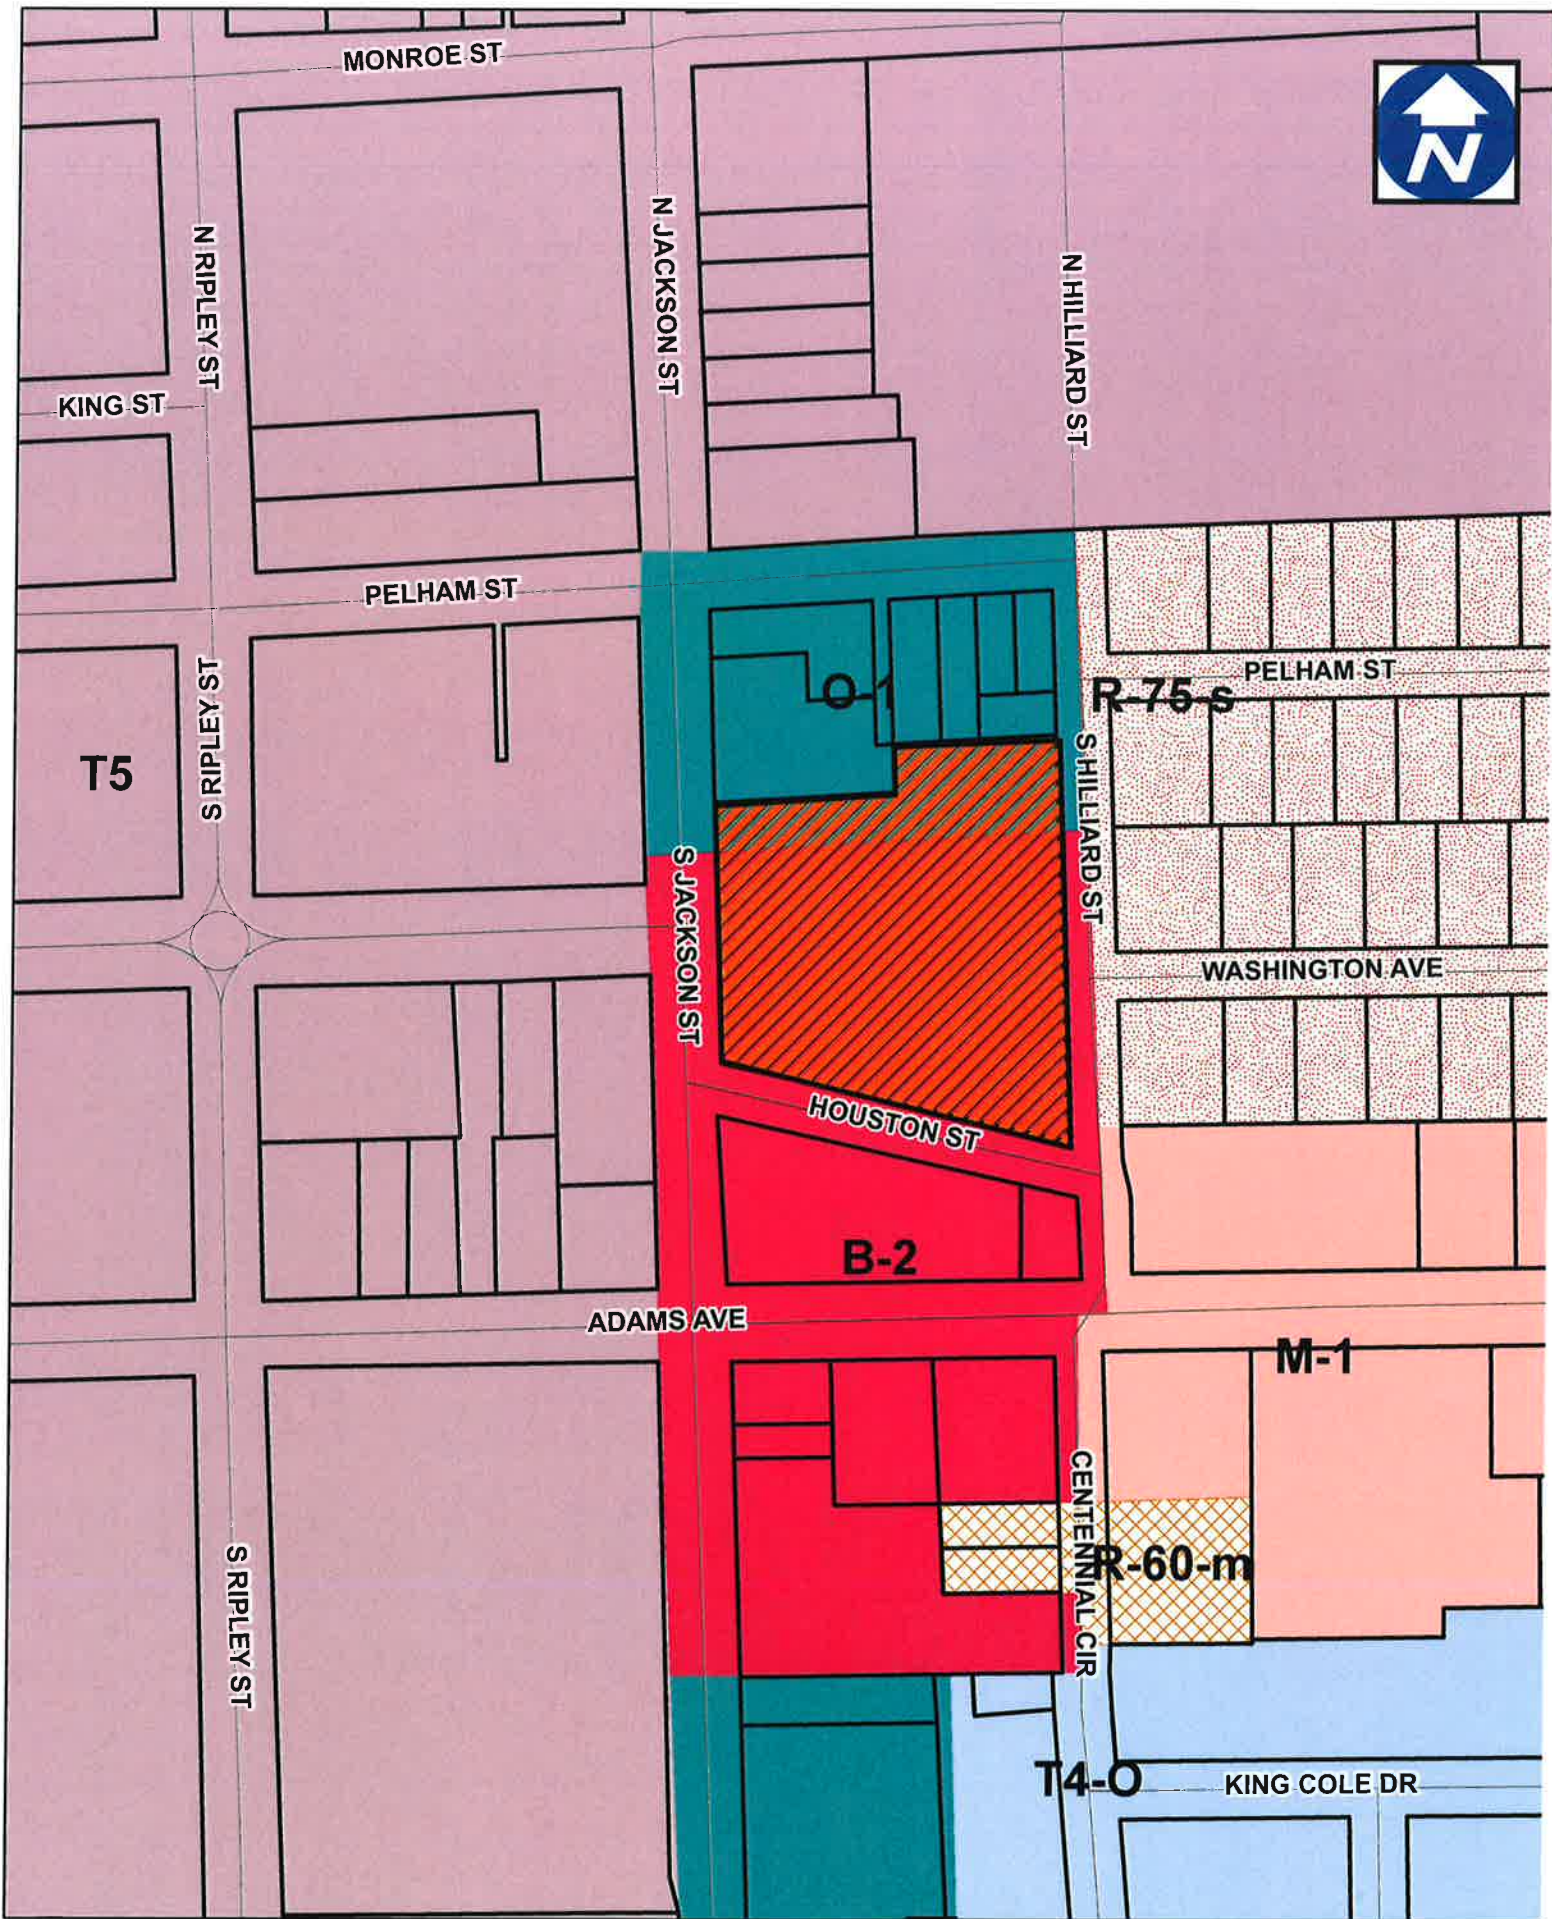 MONROE ST
N
N RIPLEY ST
N JACKSON ST
N HILLIARD ST
KING ST
PELHAM ST
PELHAM ST
S RIPLEY ST
O-1
R-75-s
T5
S HILLIARD ST
S JACKSON ST
WASHINGTON AVE
HOUSTON ST
B-2
ADAMS AVE
M-1
CENTENNIAL CIR
R-60-m
S RIPLEY ST
T4-O
KING COLE DR